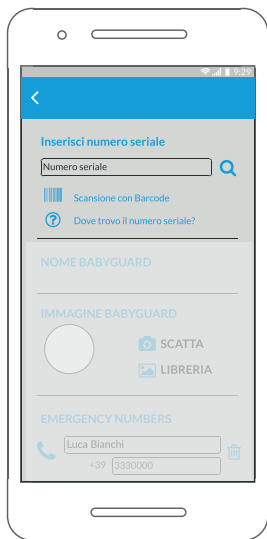 9:29
Inserisci numero seriale
Numero seriale
Scansione con Barcode
Dove trovo il numero seriale?
NOME BABYGUARD
IMMAGINE BABYGUARD
SCATTA
LIBRERIA
EMERGENCY NUMBERS
Luca Bianchi
+39 3330000